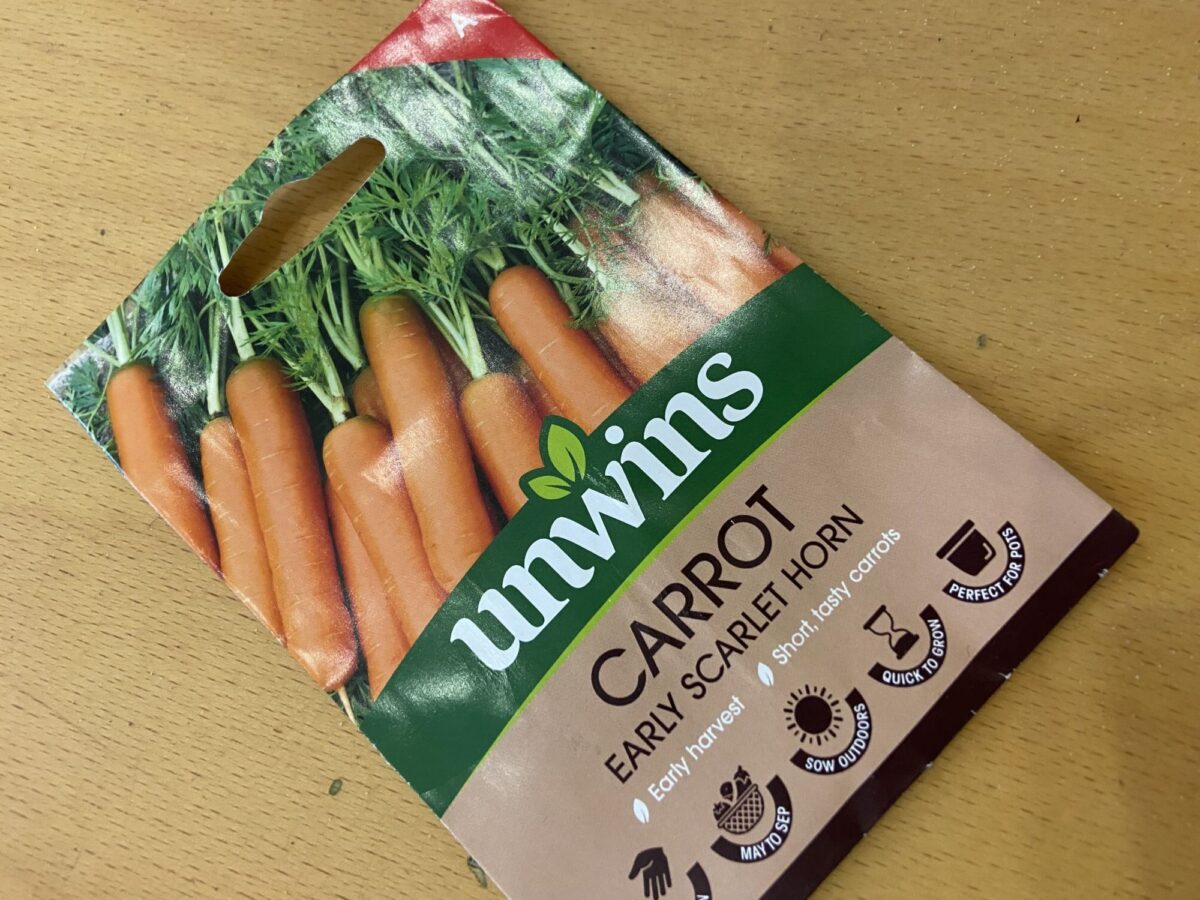 A
unwins
CARROT
EARLY SCARLET HORN
Early harvest
Short, tasty carrots
MAY TO SEP
SOW OUTDOORS
QUICK TO GROW
PERFECT FOR POTS